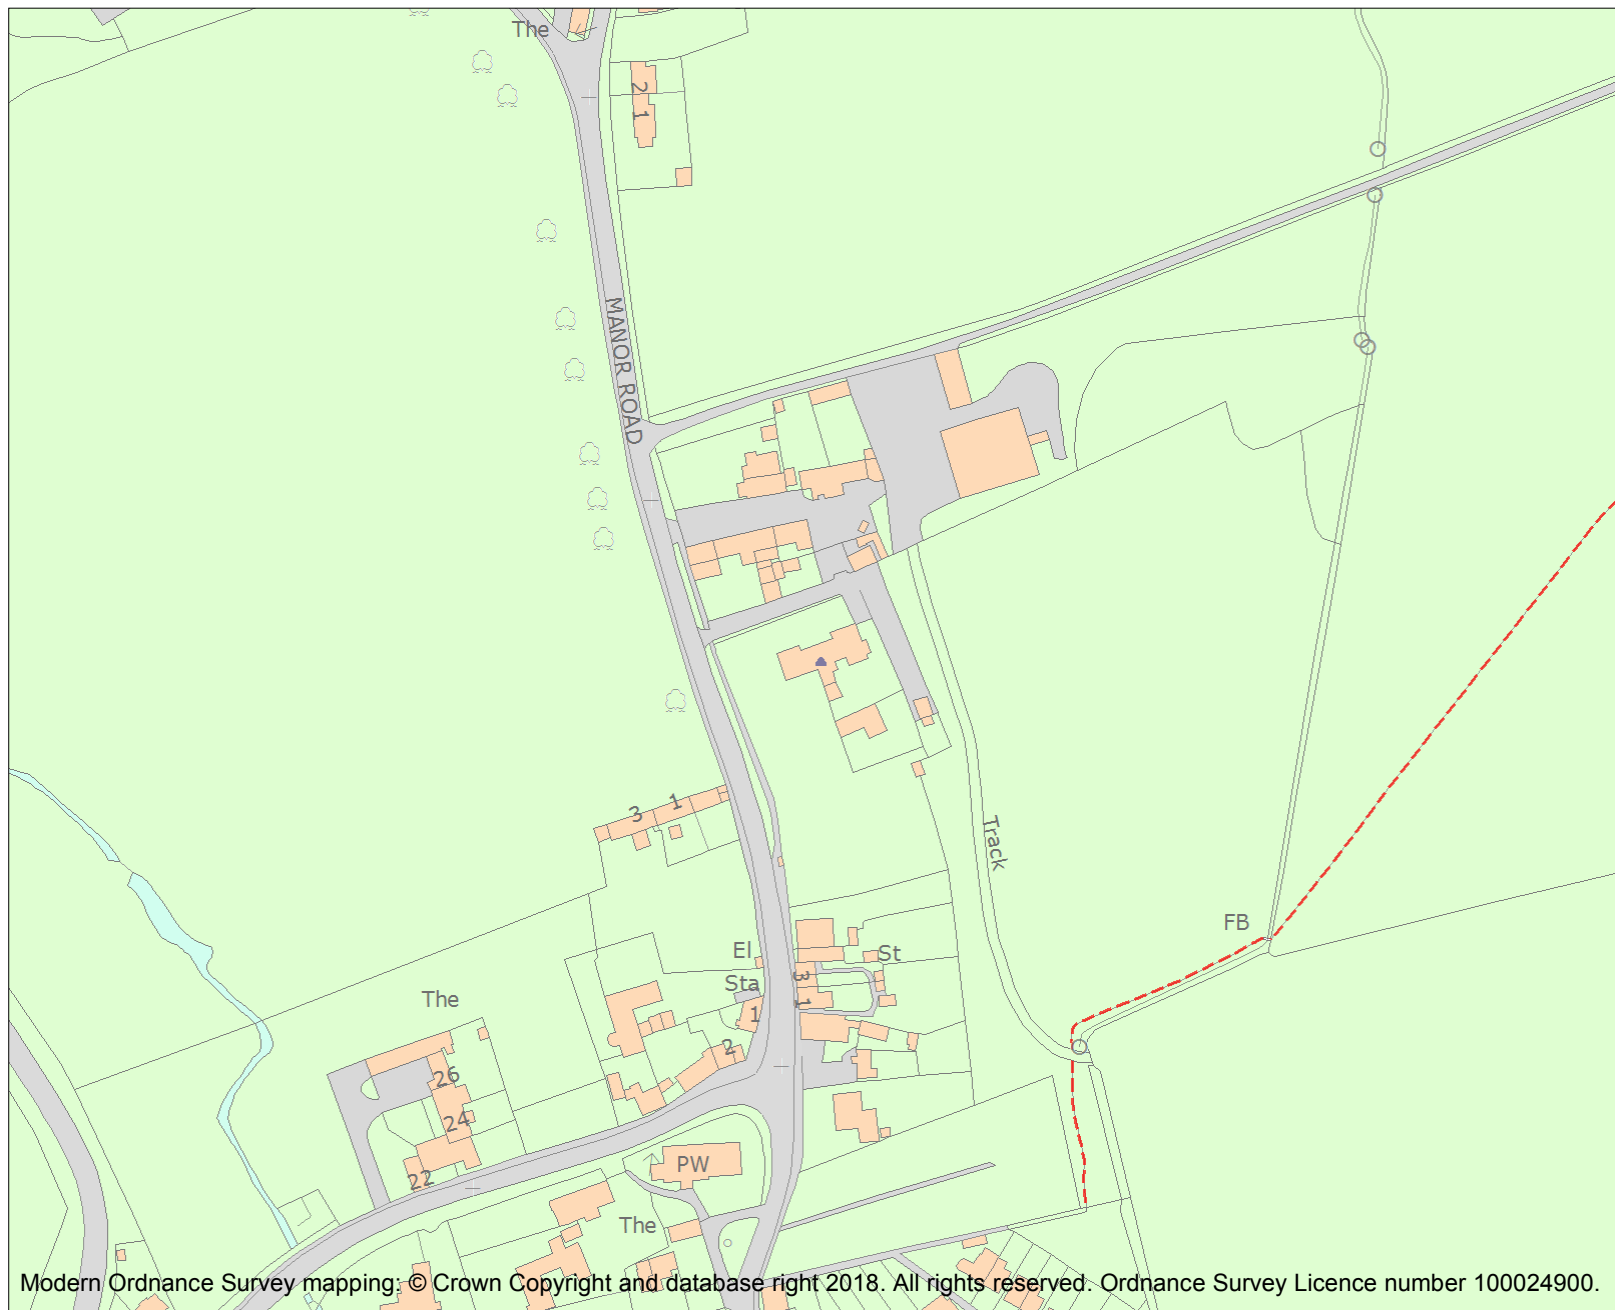 The
2
1
MANOR ROAD
3
1
Track
FB
El
Sta
St
3
1
1
2
The
26
24
22
PW
The
Modern Ordnance Survey mapping: © Crown Copyright and database right 2018. All rights reserved. Ordnance Survey Licence number 100024900.